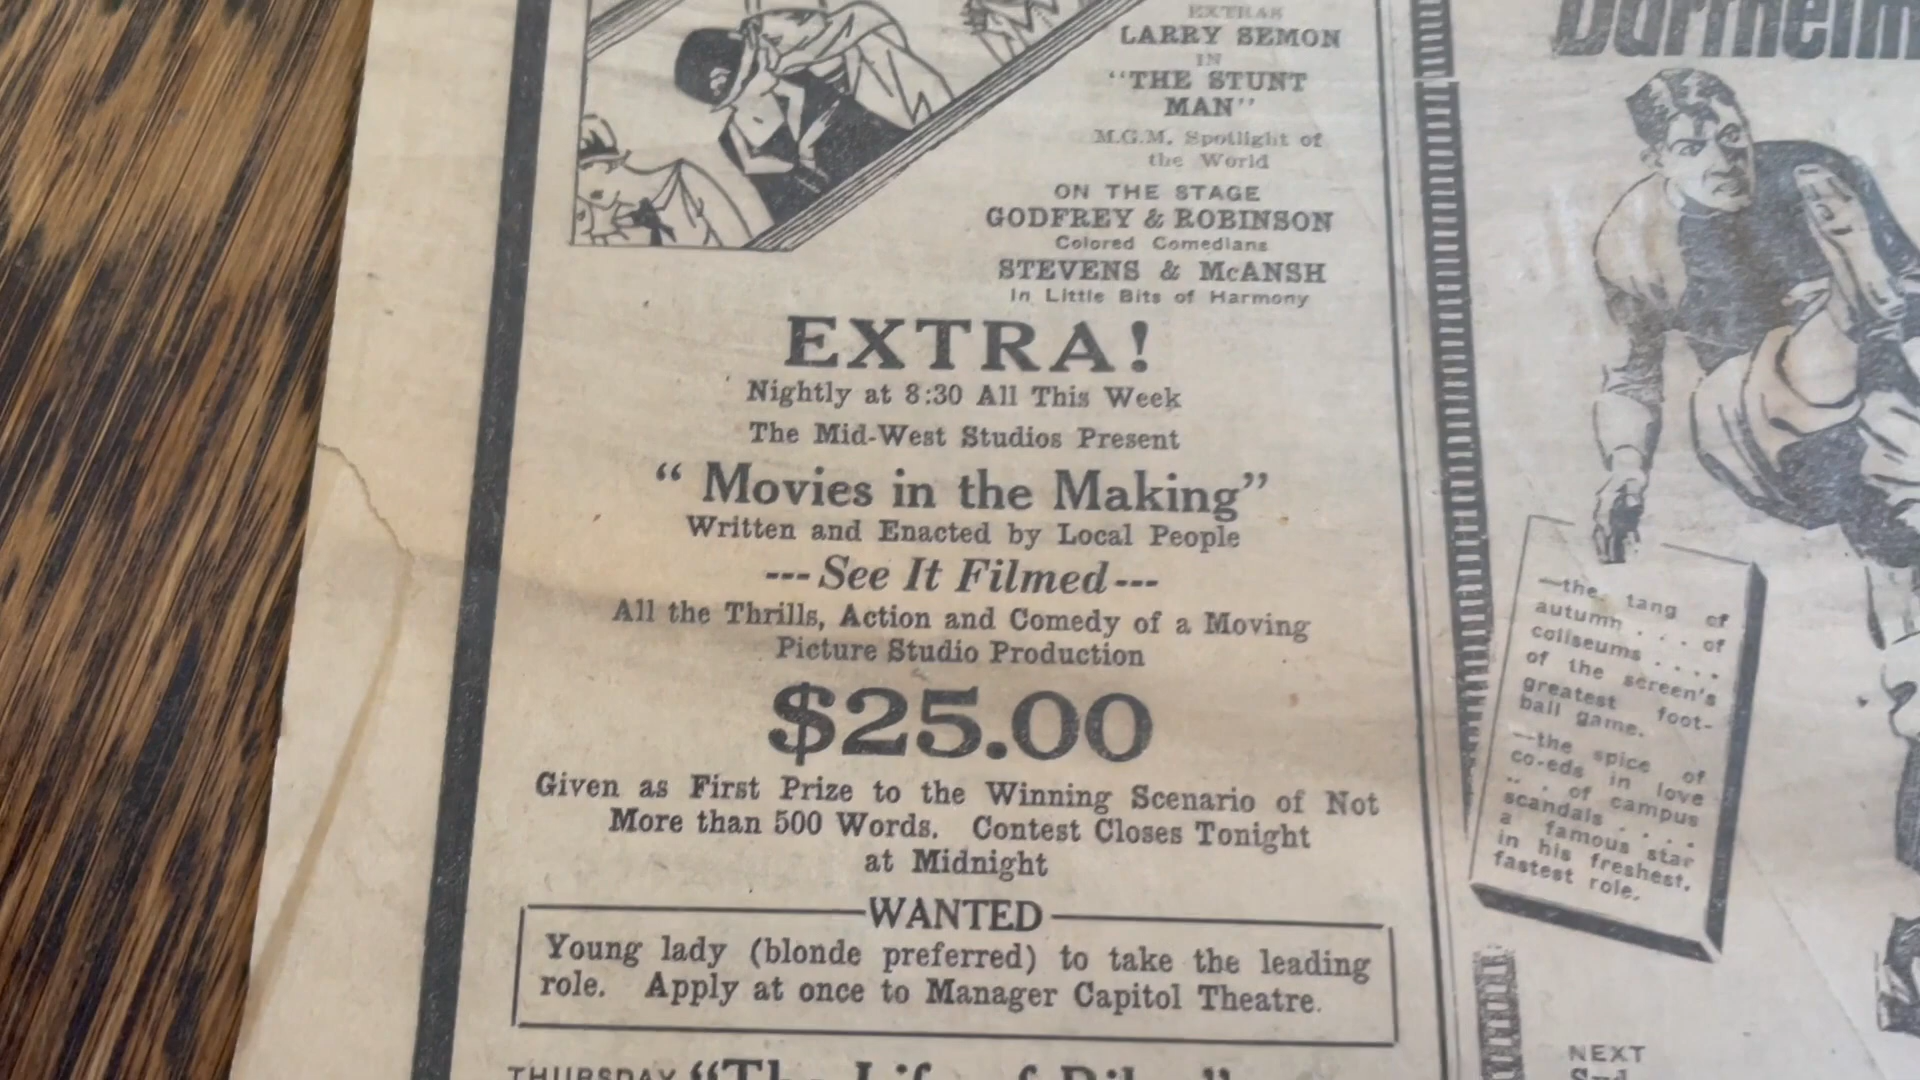 EXTRAS
LARRY SEMON
IN
"THE STUNT
MAN"
M.G.M. Spotlight of
the World
ON THE STAGE
GODFREY & ROBINSON
Colored Comedians
STEVENS & McANSH
In Little Bits of Harmony
EXTRA!
Nightly at 8:30 All This Week
The Mid-West Studios Present
" Movies in the Making"
Written and Enacted by Local People
--- See It Filmed ---
All the Thrills, Action and Comedy of a Moving
Picture Studio Production
$25.00
Given as First Prize to the Winning Scenario of Not
More than 500 Words. Contest Closes Tonight
at Midnight
WANTED
Young lady (blonde preferred) to take the leading
role. Apply at once to Manager Capitol Theatre.
THURSDAY "The Life of Riley"
—the tang of
autumn . . . of
coliseums . . . .
of the screen's
greatest foot-
ball game.
—the spice of
co-eds in love
. . of campus
scandals . . . .
a famous star
in his freshest,
fastest role.
NEXT